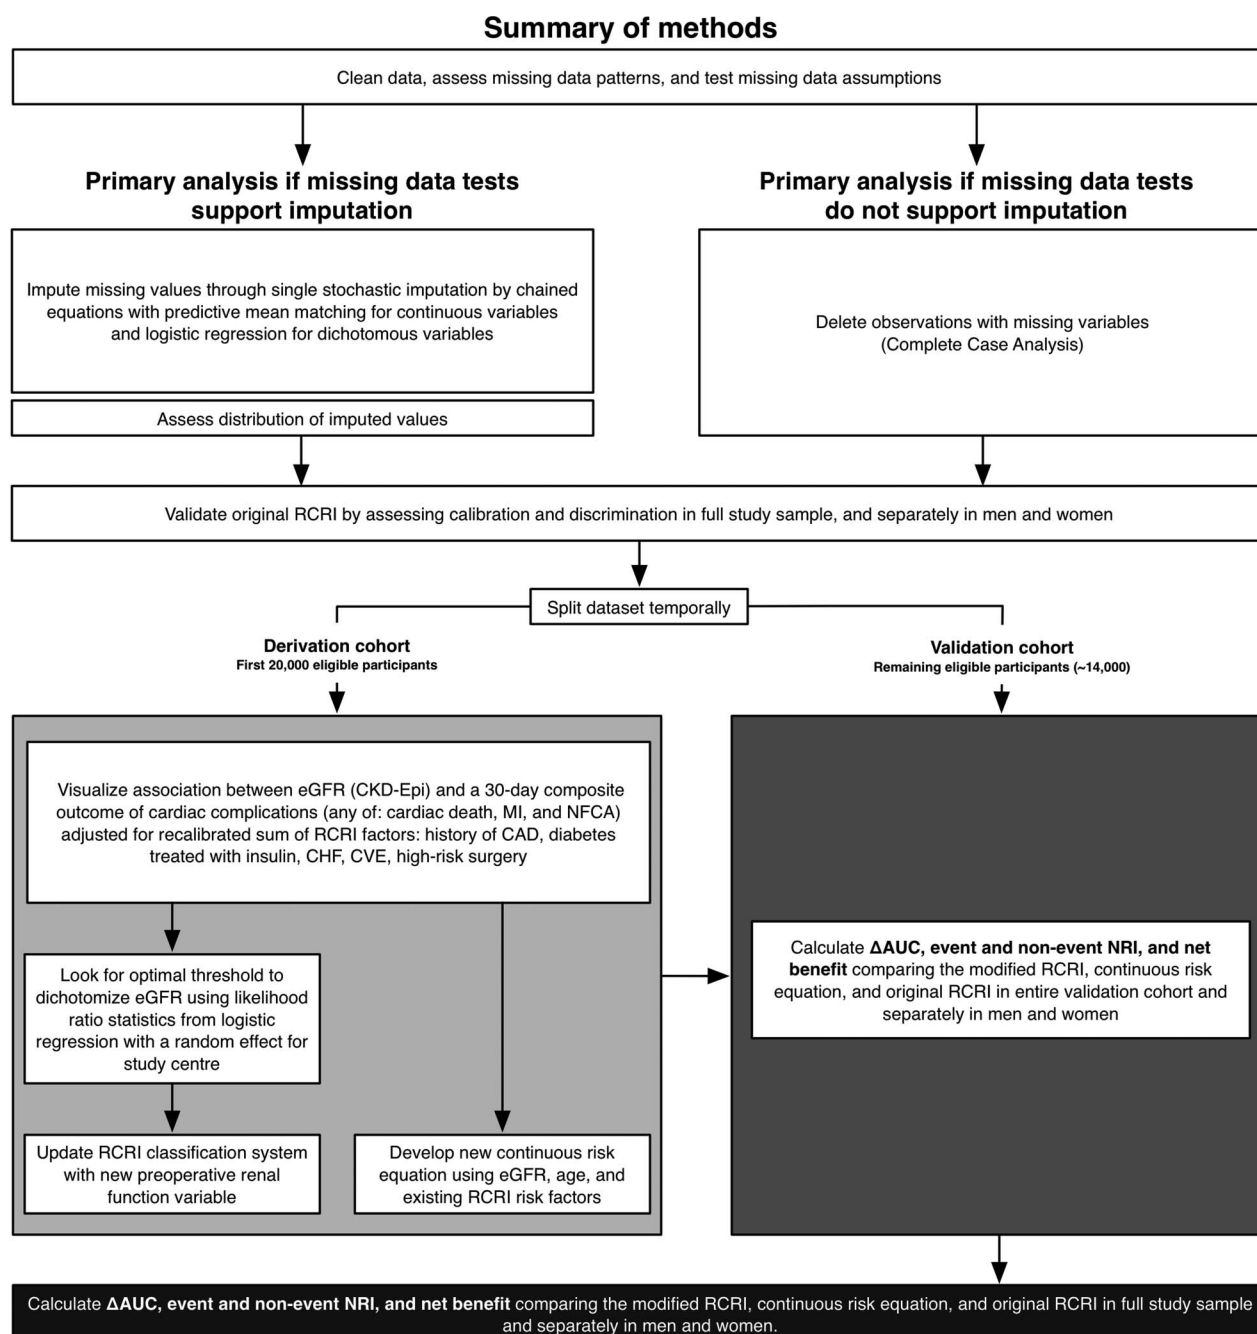 Summary of methods
Clean data, assess missing data patterns, and test missing data assumptions
Primary analysis if missing data tests
support imputation
Primary analysis if missing data tests
do not support imputation
Impute missing values through single stochastic imputation by chained
equations with predictive mean matching for continuous variables
and logistic regression for dichotomous variables
Delete observations with missing variables
(Complete Case Analysis)
Assess distribution of imputed values
Validate original RCRI by assessing calibration and discrimination in full study sample, and separately in men and women
Split dataset temporally
Derivation cohort
First 20,000 eligible participants
Validation cohort
Remaining eligible participants (~14,000)
Visualize association between eGFR (CKD-Epi) and a 30-day composite
outcome of cardiac complications (any of: cardiac death, MI, and NFCA)
adjusted for recalibrated sum of RCRI factors: history of CAD, diabetes
treated with insulin, CHF, CVE, high-risk surgery
Look for optimal threshold to
dichotomize eGFR using likelihood
ratio statistics from logistic
regression with a random effect for
study centre
Update RCRI classification system
with new preoperative renal
function variable
Develop new continuous risk
equation using eGFR, age, and
existing RCRI risk factors
Calculate ΔAUC, event and non-event NRI, and net
benefit comparing the modified RCRI, continuous risk
equation, and original RCRI in entire validation cohort and
separately in men and women
Calculate ΔAUC, event and non-event NRI, and net benefit comparing the modified RCRI, continuous risk equation, and original RCRI in full study sample
and separately in men and women.